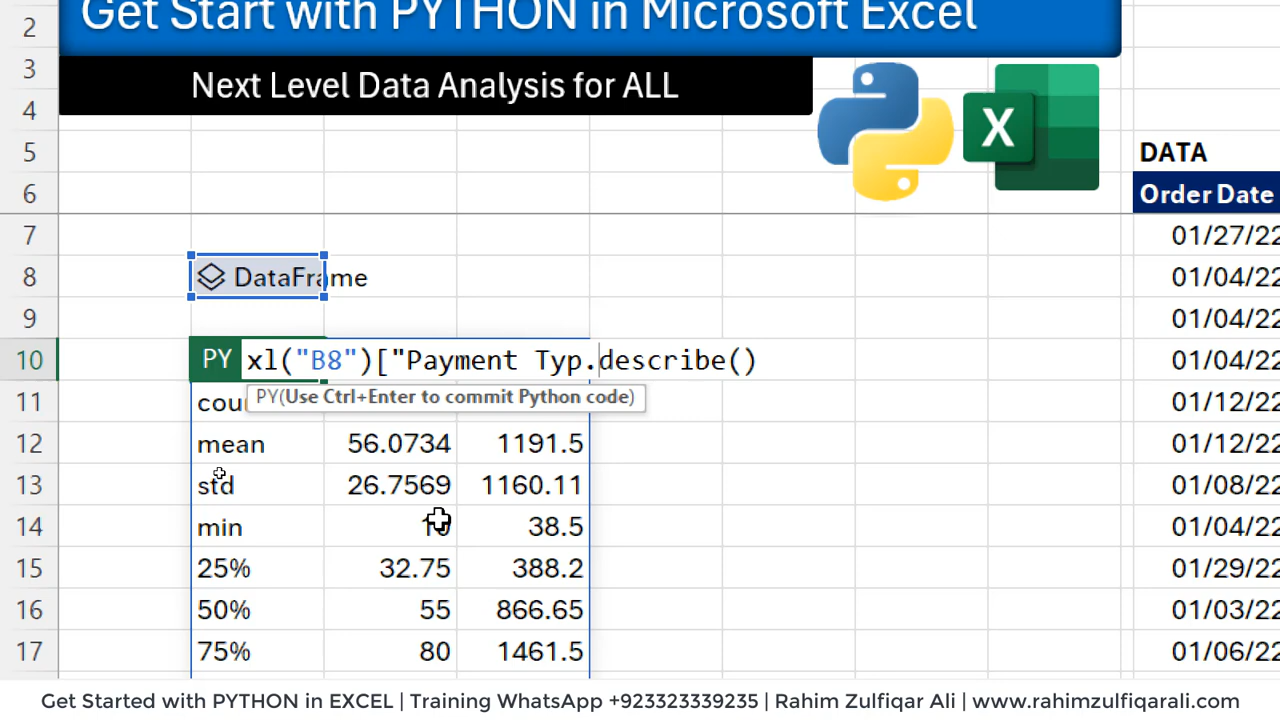 Get Start with PYTHON in Microsoft Excel
Next Level Data Analysis for ALL
X
2
3
4
5 DATA
6 Order Date
7 01/27/22
8 DataFrame 01/04/22
9 01/04/22
10 PY xl("B8")["Payment Typ.describe() 01/04/22
PY(Use Ctrl+Enter to commit Python code)
11 01/12/22
12 mean 56.0734 1191.5 01/12/22
13 std 26.7569 1160.11 01/08/22
14 min 10 38.5 01/04/22
15 25% 32.75 388.2 01/29/22
16 50% 55 866.65 01/03/22
17 75% 80 1461.5 01/06/22
Get Started with PYTHON in EXCEL | Training WhatsApp +923323339235 | Rahim Zulfiqar Ali | www.rahimzulfiqarali.com